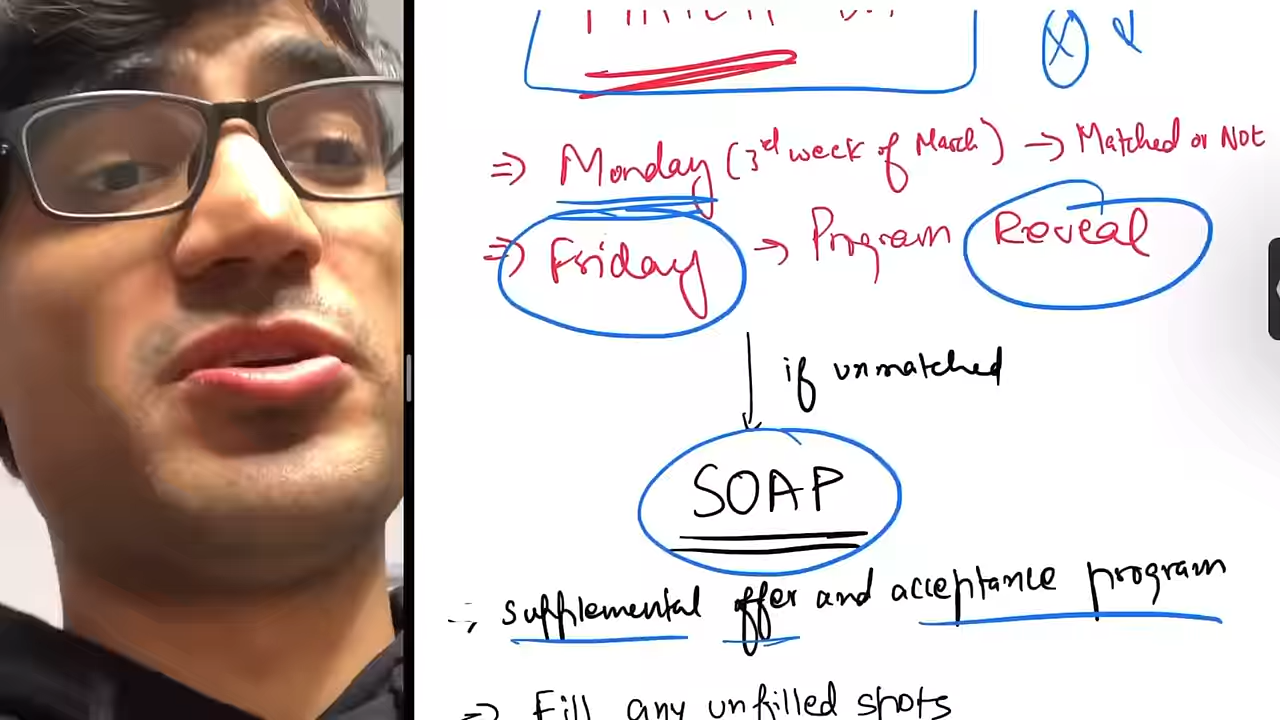 ⇒ Monday (3rd week of March) → Matched or Not
⇒ Friday → Program Reveal
↓ if unmatched
SOAP
supplemental offer and acceptance program
⇒ Fill any unfilled spots